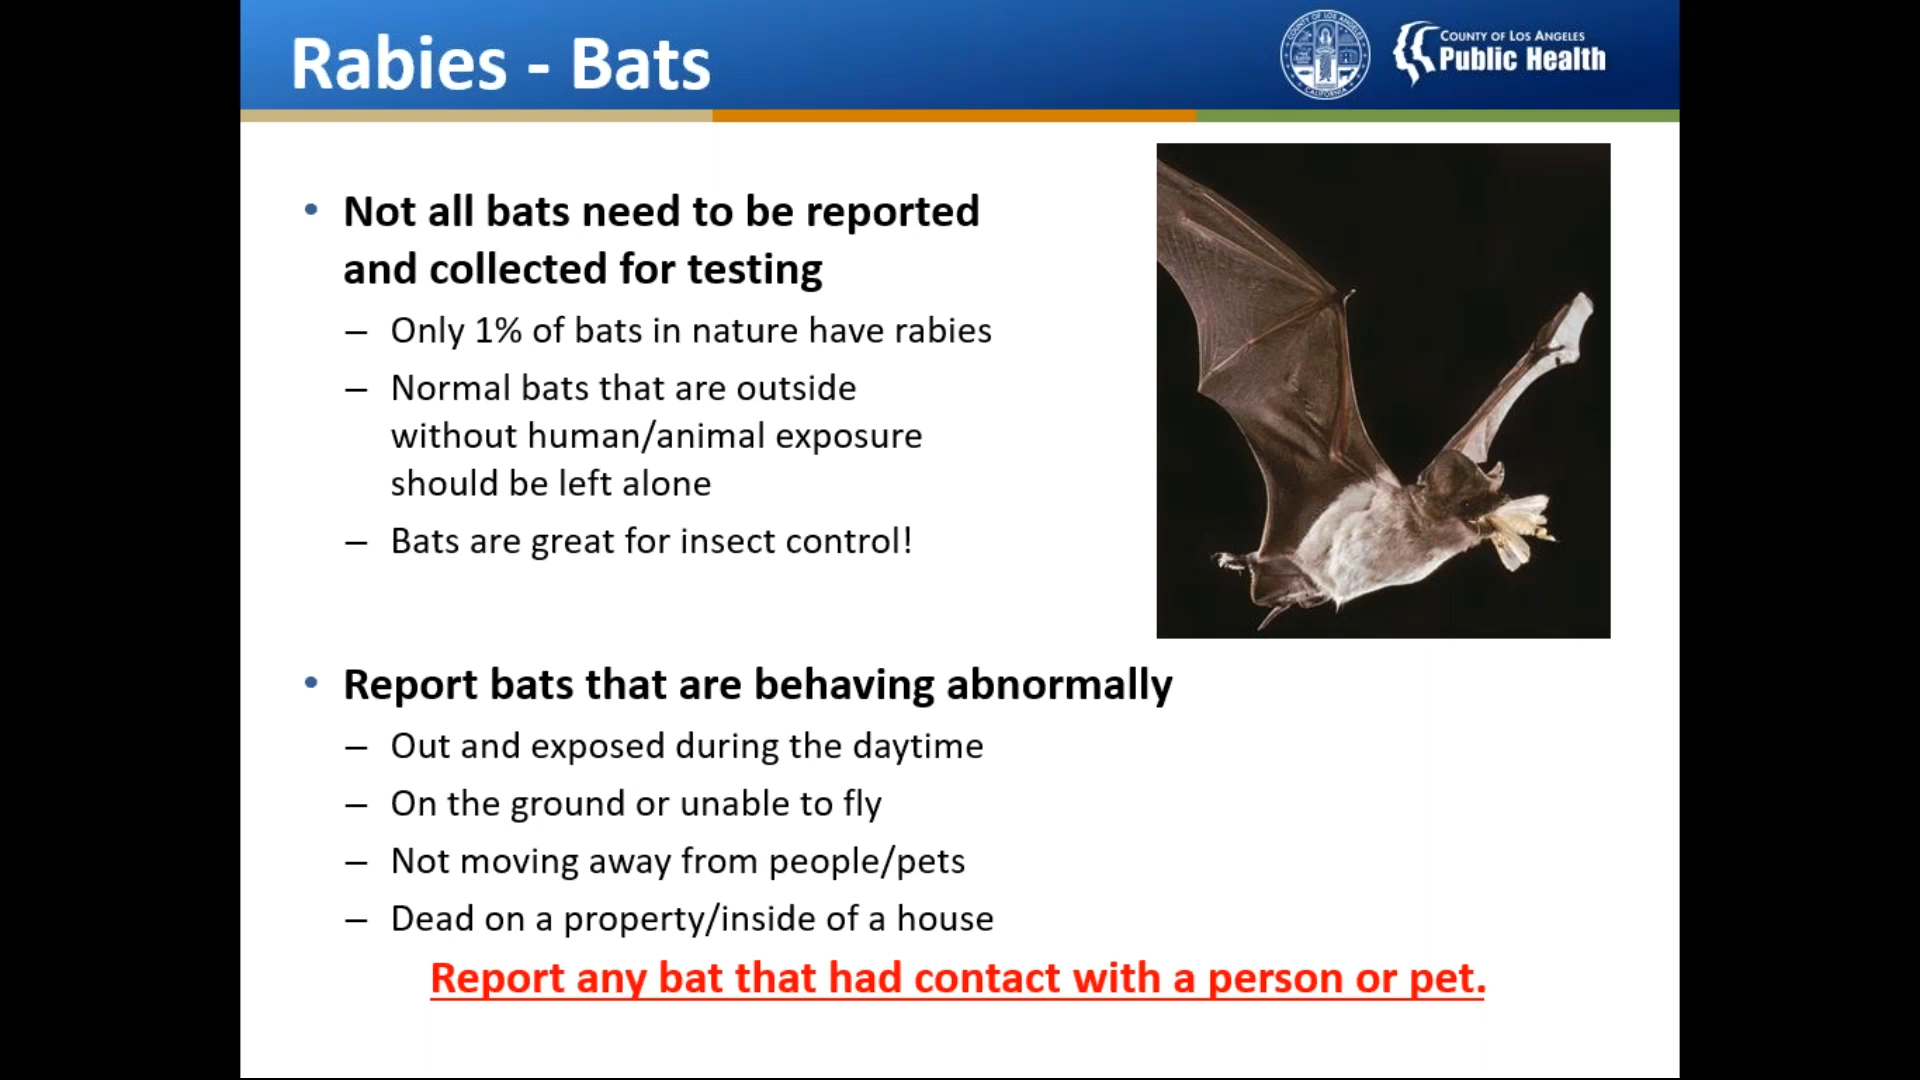 Rabies - Bats
COUNTY OF LOS ANGELES
Public Health
• Not all bats need to be reported
and collected for testing
– Only 1% of bats in nature have rabies
– Normal bats that are outside
without human/animal exposure
should be left alone
– Bats are great for insect control!
• Report bats that are behaving abnormally
– Out and exposed during the daytime
– On the ground or unable to fly
– Not moving away from people/pets
– Dead on a property/inside of a house
Report any bat that had contact with a person or pet.